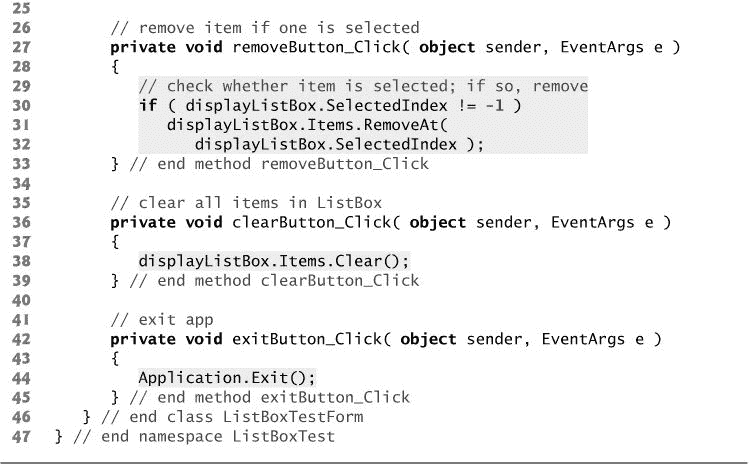 25
26 // remove item if one is selected
27 private void removeButton_Click( object sender, EventArgs e )
28 {
29 // check whether item is selected; if so, remove
30 if ( displayListBox.SelectedIndex != -1 )
31 displayListBox.Items.RemoveAt(
32 displayListBox.SelectedIndex );
33 } // end method removeButton_Click
34
35 // clear all items in ListBox
36 private void clearButton_Click( object sender, EventArgs e )
37 {
38 displayListBox.Items.Clear();
39 } // end method clearButton_Click
40
41 // exit app
42 private void exitButton_Click( object sender, EventArgs e )
43 {
44 Application.Exit();
45 } // end method exitButton_Click
46 } // end class ListBoxTestForm
47 } // end namespace ListBoxTest